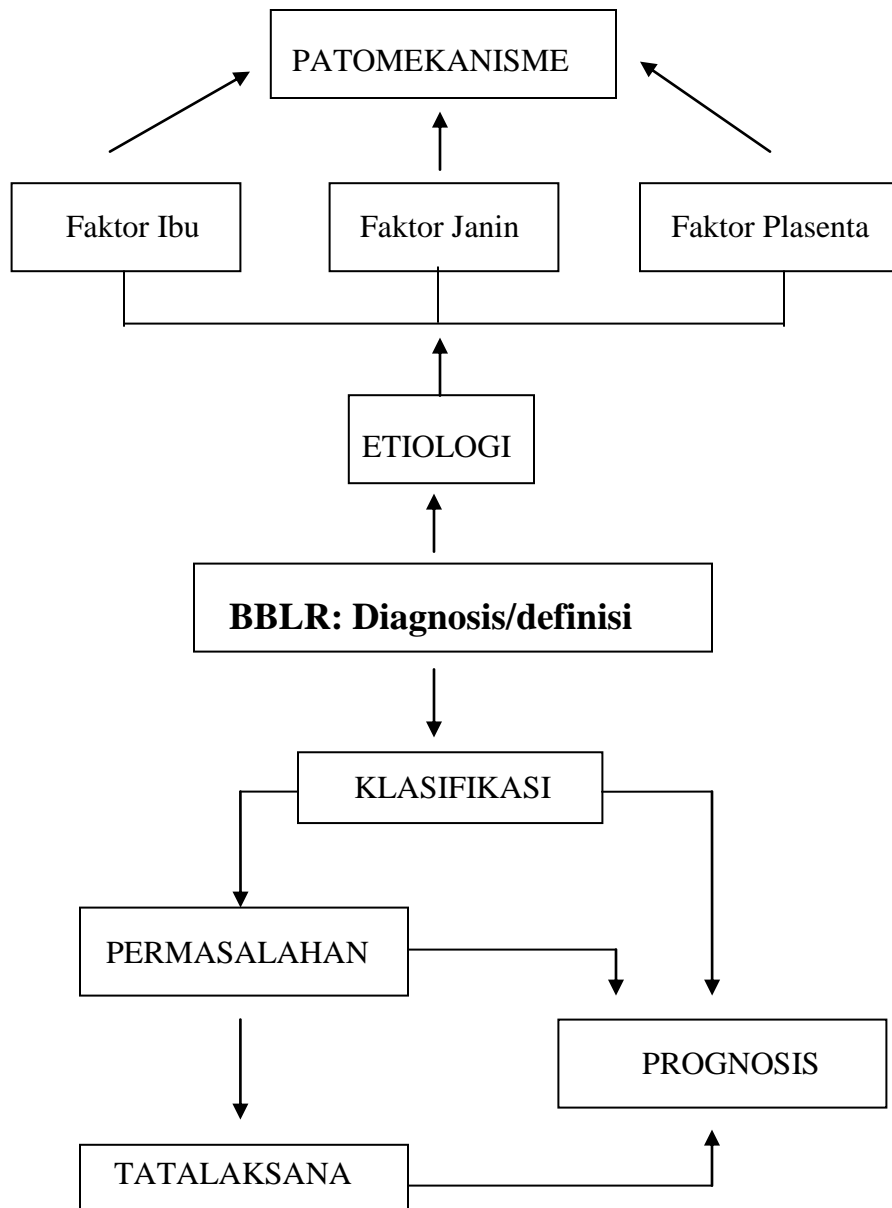 PATOMEKANISME
Faktor Ibu
Faktor Janin
Faktor Plasenta
ETIOLOGI
BBLR: Diagnosis/definisi
KLASIFIKASI
PERMASALAHAN
PROGNOSIS
TATALAKSANA